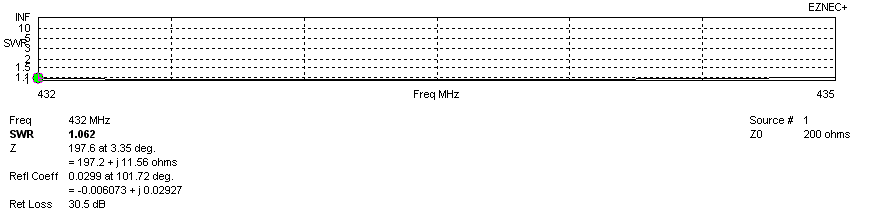 EZNEC+
INF
10
5
SWR 3
2
1.5
1.1
1
432 Freq MHz 435
Freq 432 MHz Source # 1
SWR 1.062 Z0 200 ohms
Z 197.6 at 3.35 deg.
= 197.2 + j 11.56 ohms
Refl Coeff 0.0299 at 101.72 deg.
= -0.006073 + j 0.02927
Ret Loss 30.5 dB